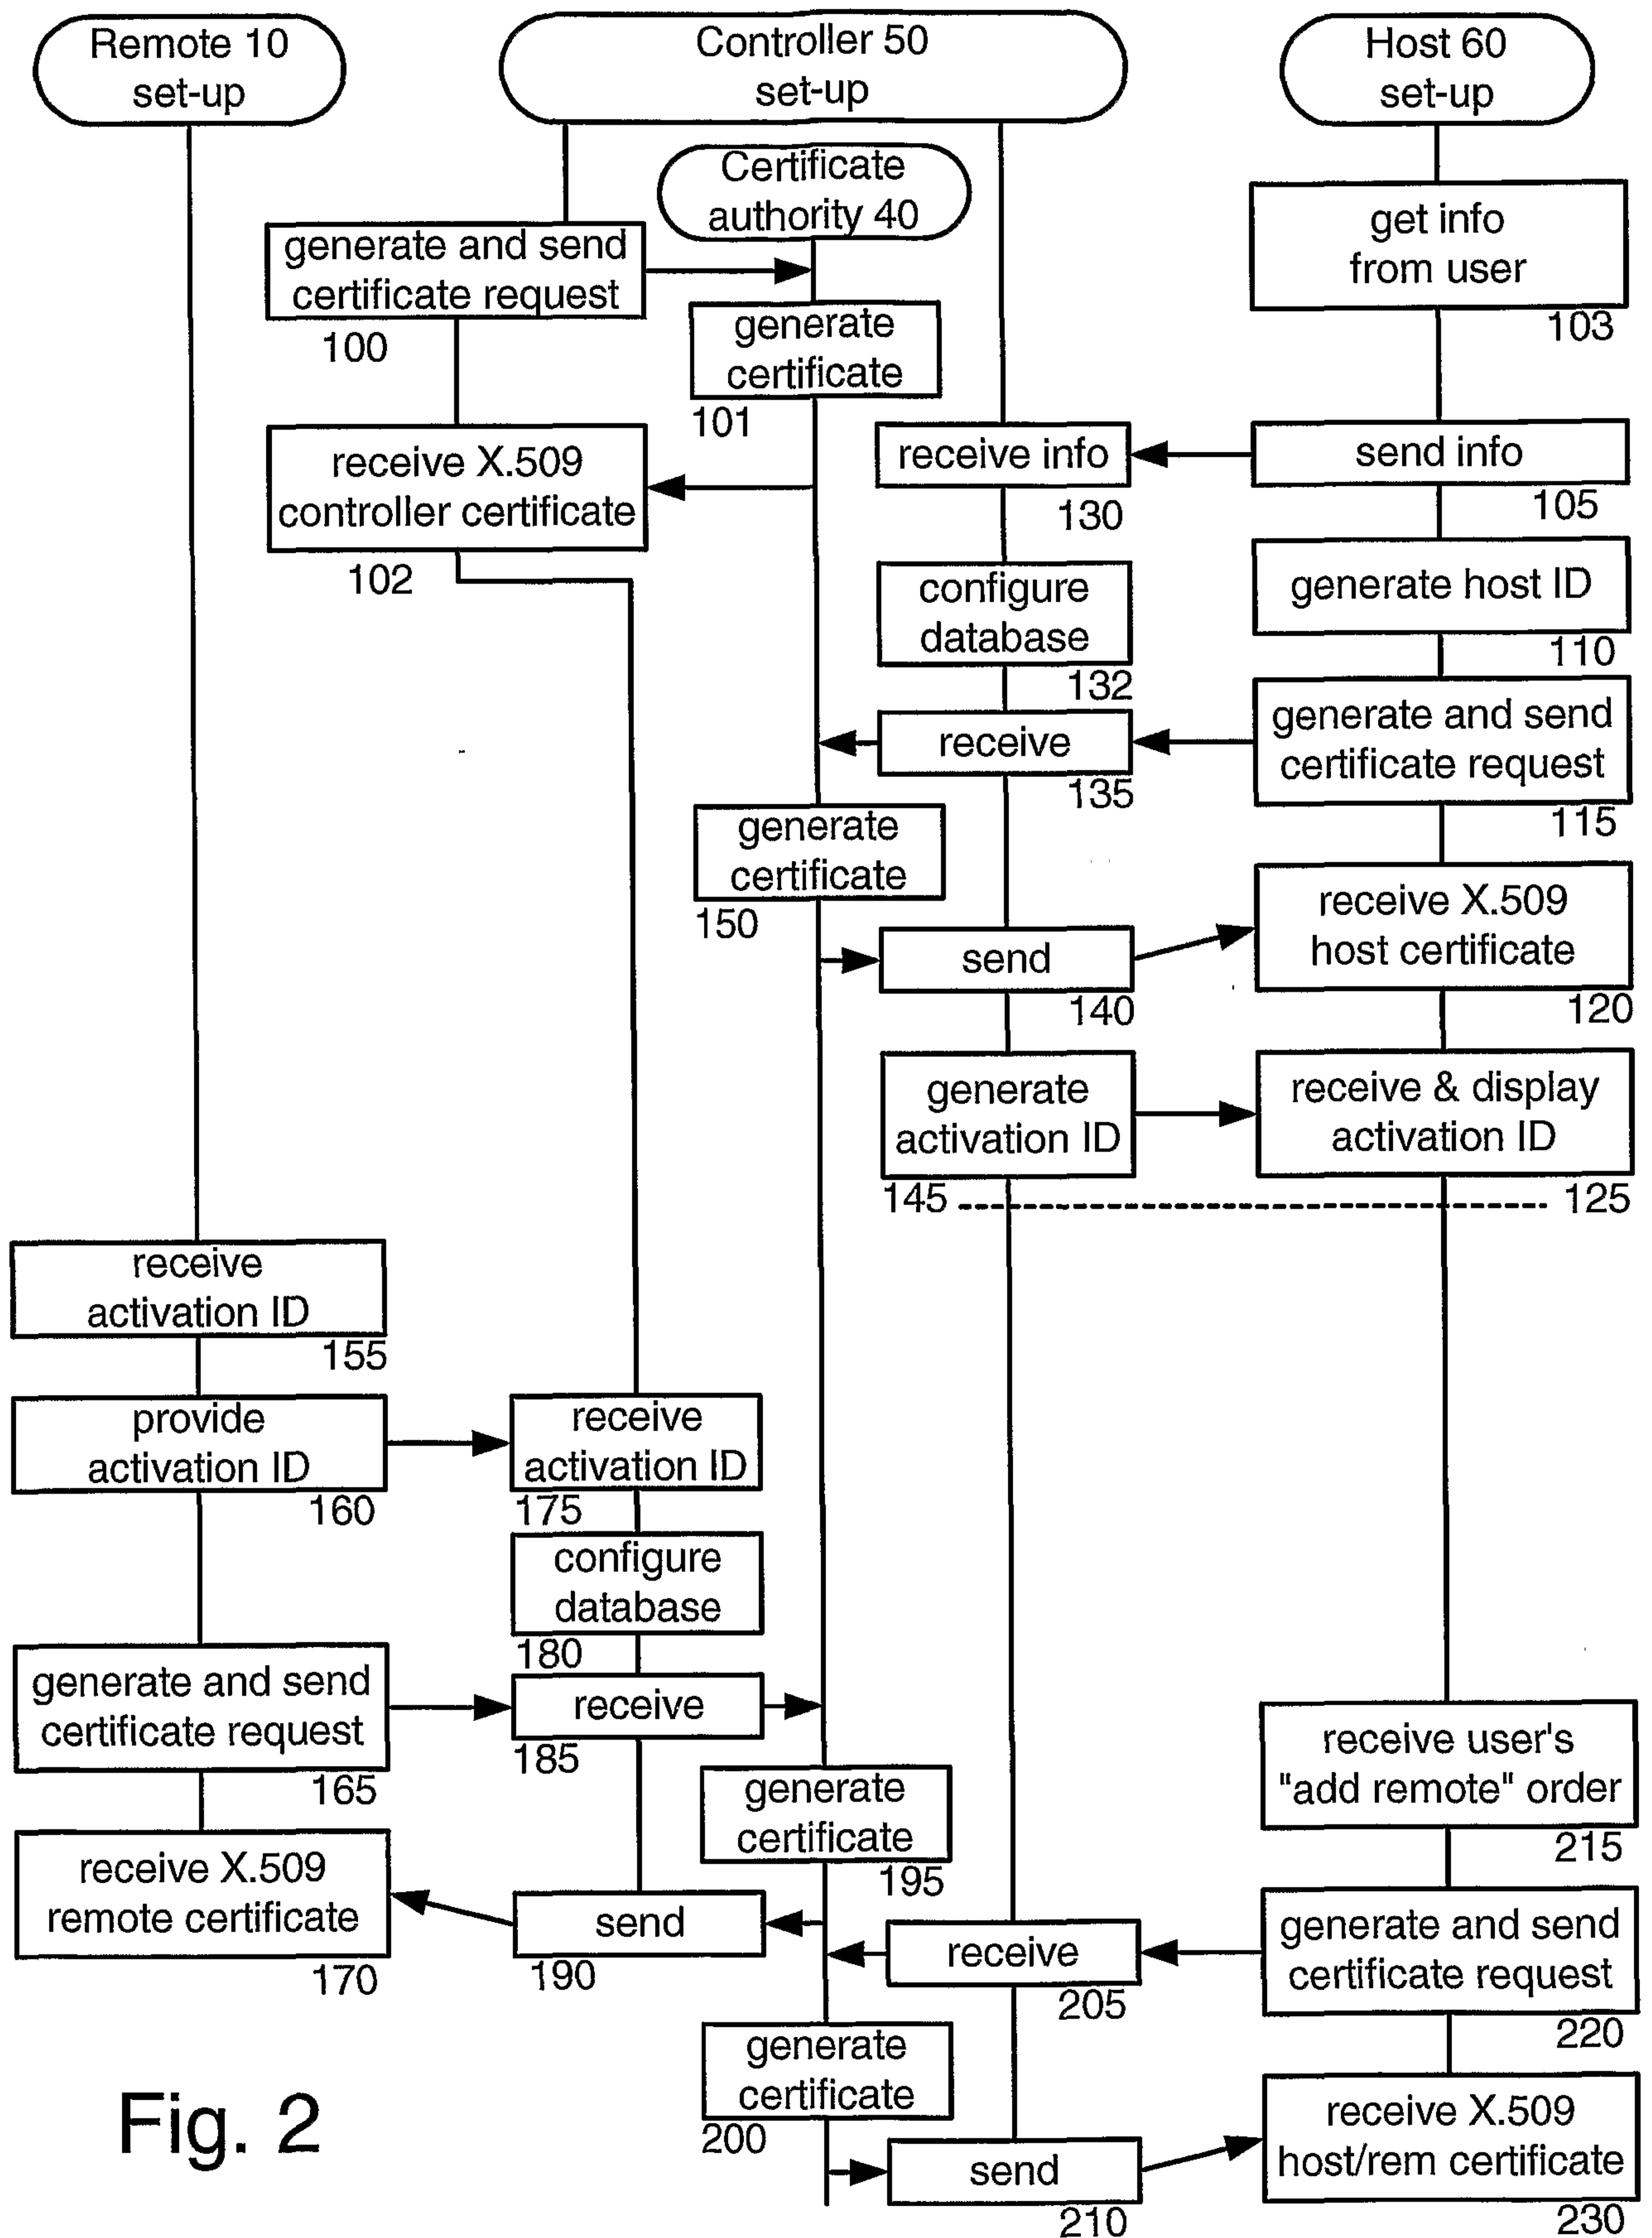 Remote 10
set-up
Controller 50
set-up
Host 60
set-up
Certificate
authority 40
get info
from user
103
generate and send
certificate request
100
generate
certificate
101
receive X.509
controller certificate
102
receive info
130
send info
105
configure
database
132
generate host ID
110
receive
135
generate and send
certificate request
115
generate
certificate
150
send
140
receive X.509
host certificate
120
generate
activation ID
145
receive & display
activation ID
125
receive
activation ID
155
provide
activation ID
160
receive
activation ID
175
configure
database
180
generate and send
certificate request
165
receive
185
receive user's
"add remote" order
215
generate
certificate
195
receive X.509
remote certificate
170
send
190
receive
205
generate and send
certificate request
220
generate
certificate
200
send
210
receive X.509
host/rem certificate
230
Fig. 2